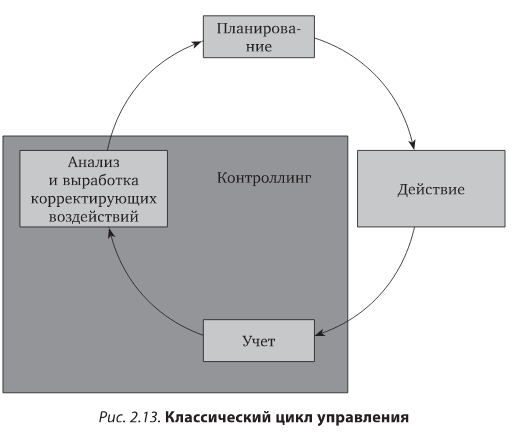 Планирова-
ние
Анализ
и выработка
корректирующих
воздействий
Контроллинг
Действие
Учет
Рис. 2.13. Классический цикл управления